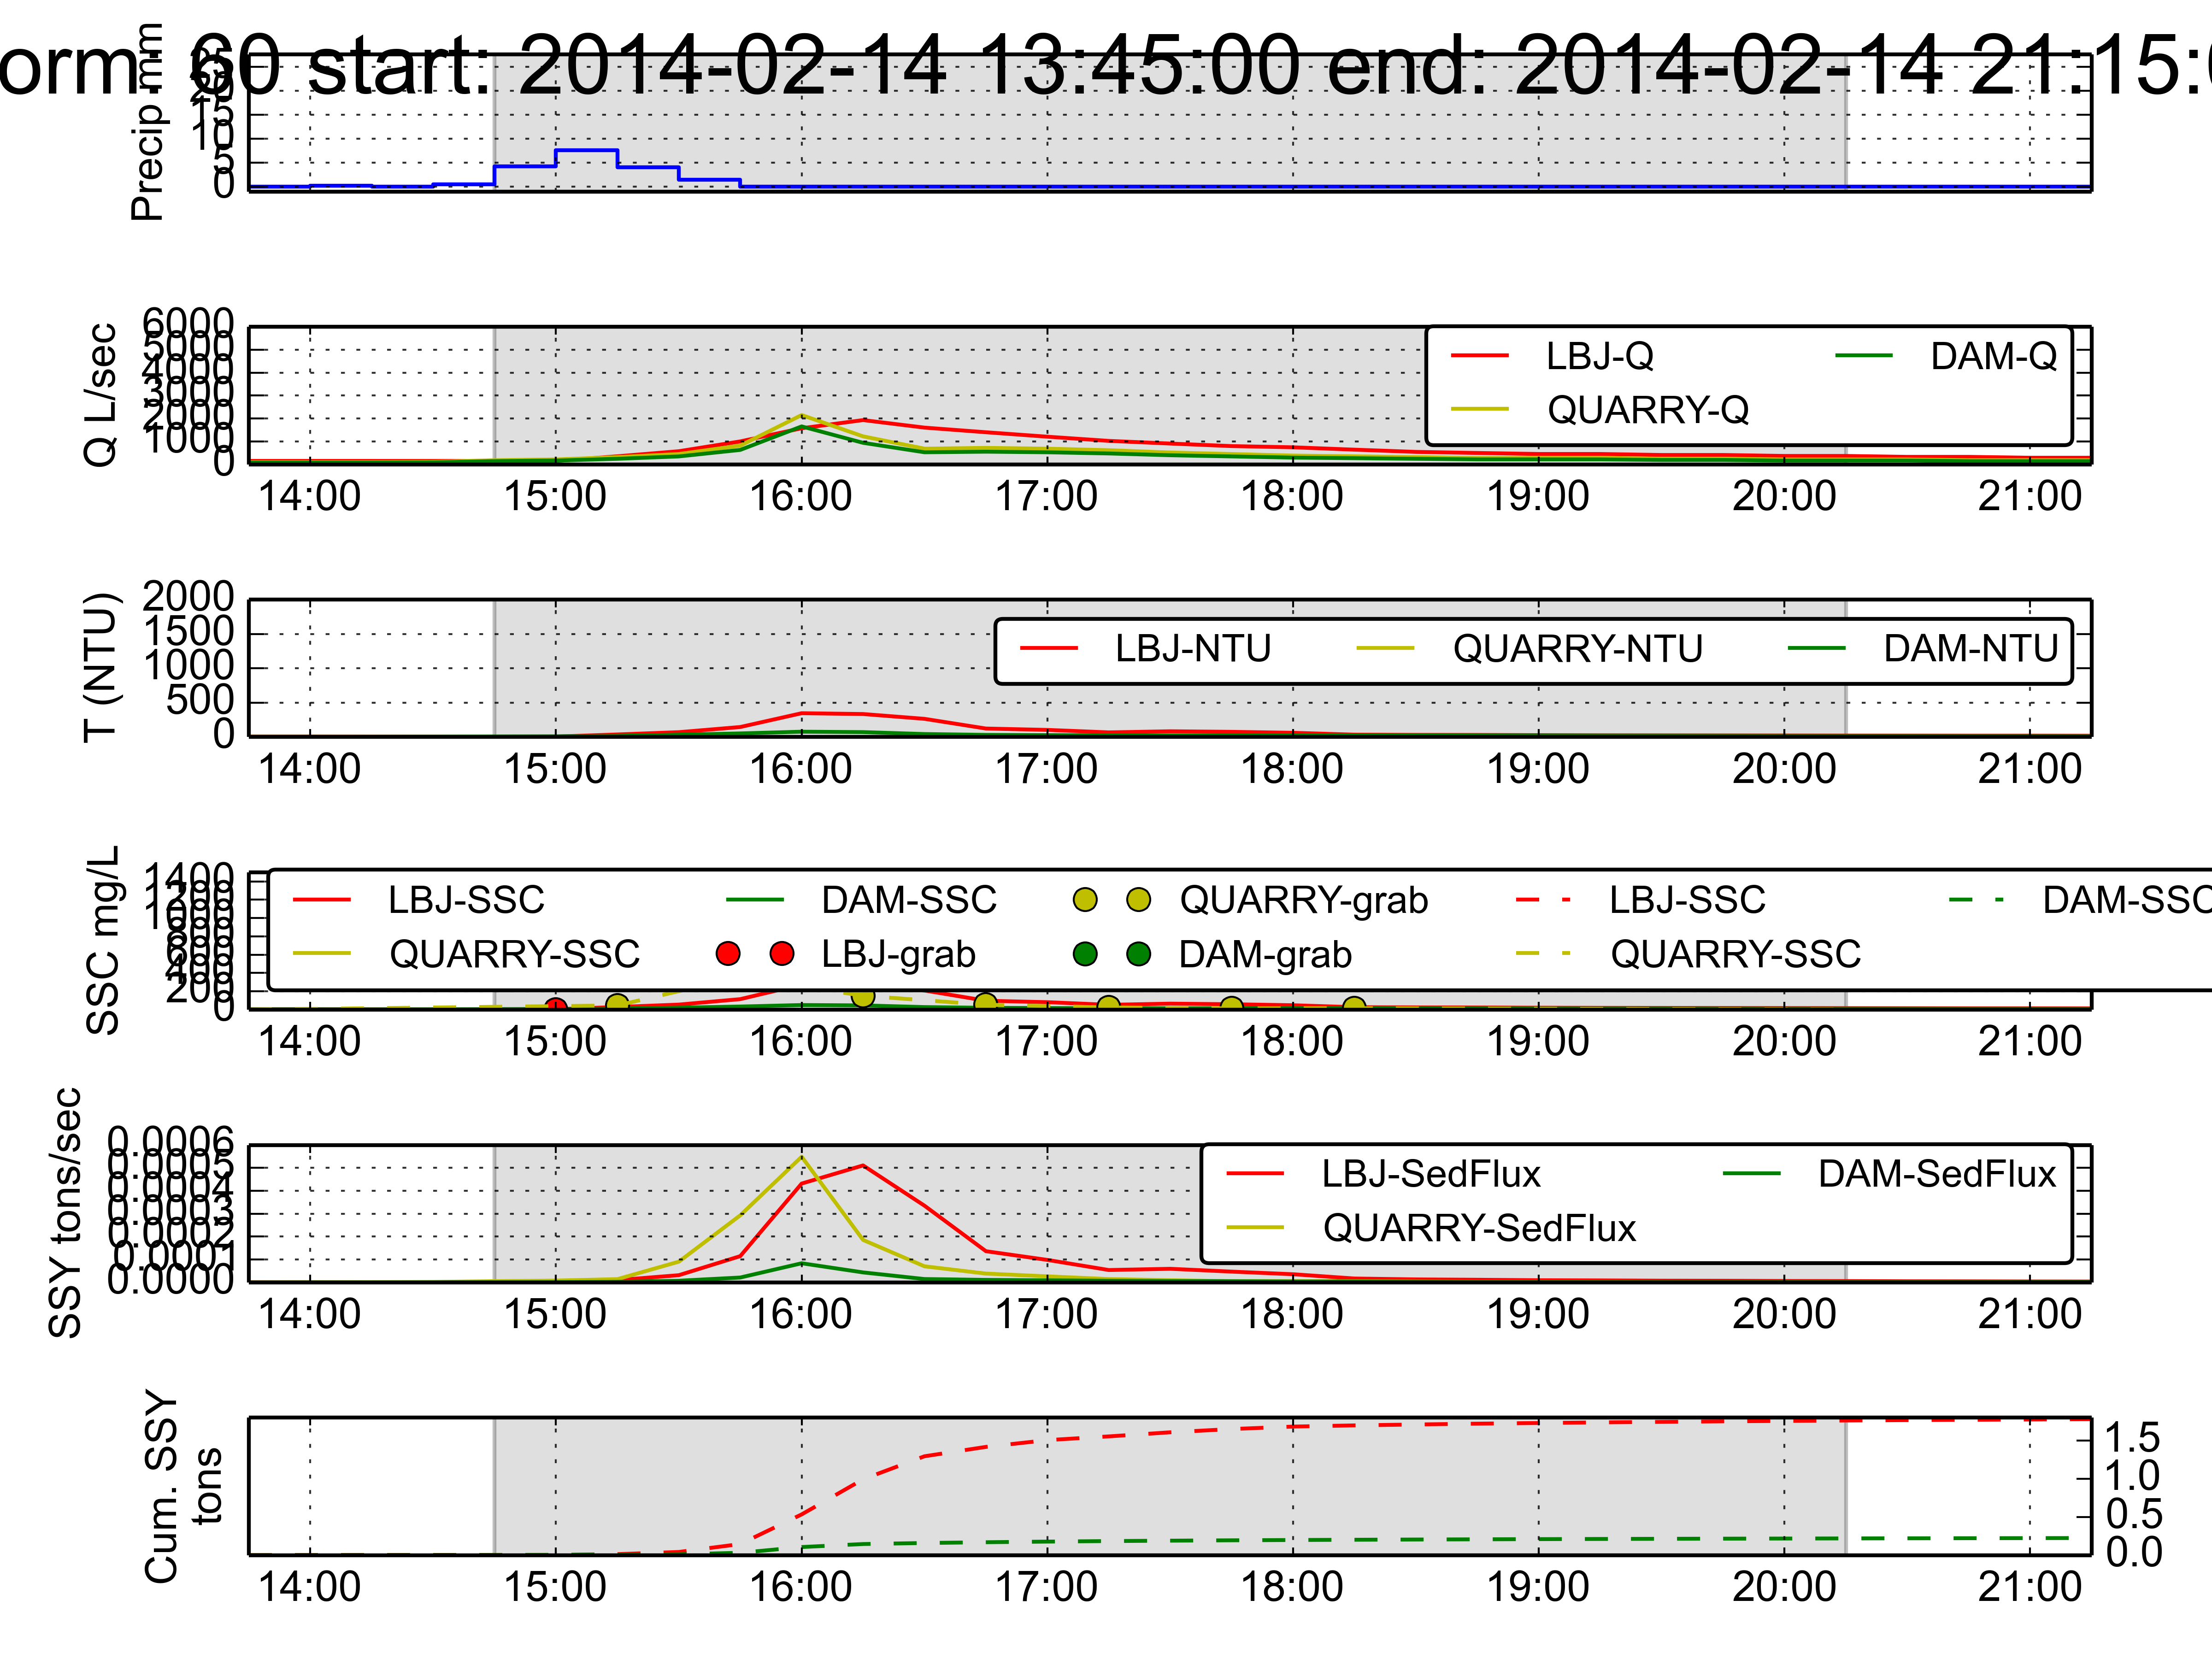 orm: 60 start: 2014-02-14 13:45:00 end: 2014-02-14 21:15:0
Precip mm
25
20
15
10
5
0
Q L/sec
6000
5000
4000
3000
2000
1000
0
LBJ-Q DAM-Q
QUARRY-Q
14:00 15:00 16:00 17:00 18:00 19:00 20:00 21:00
T (NTU)
2000
1500
1000
500
0
LBJ-NTU QUARRY-NTU DAM-NTU
14:00 15:00 16:00 17:00 18:00 19:00 20:00 21:00
SSC mg/L
1400
1200
1000
800
600
400
200
0
LBJ-SSC DAM-SSC QUARRY-grab LBJ-SSC DAM-SSC
QUARRY-SSC LBJ-grab DAM-grab QUARRY-SSC
14:00 15:00 16:00 17:00 18:00 19:00 20:00 21:00
SSY tons/sec
0.0006
0.0005
0.0004
0.0003
0.0002
0.0001
0.0000
LBJ-SedFlux DAM-SedFlux
QUARRY-SedFlux
14:00 15:00 16:00 17:00 18:00 19:00 20:00 21:00
Cum. SSY
tons
1.5
1.0
0.5
0.0
14:00 15:00 16:00 17:00 18:00 19:00 20:00 21:00